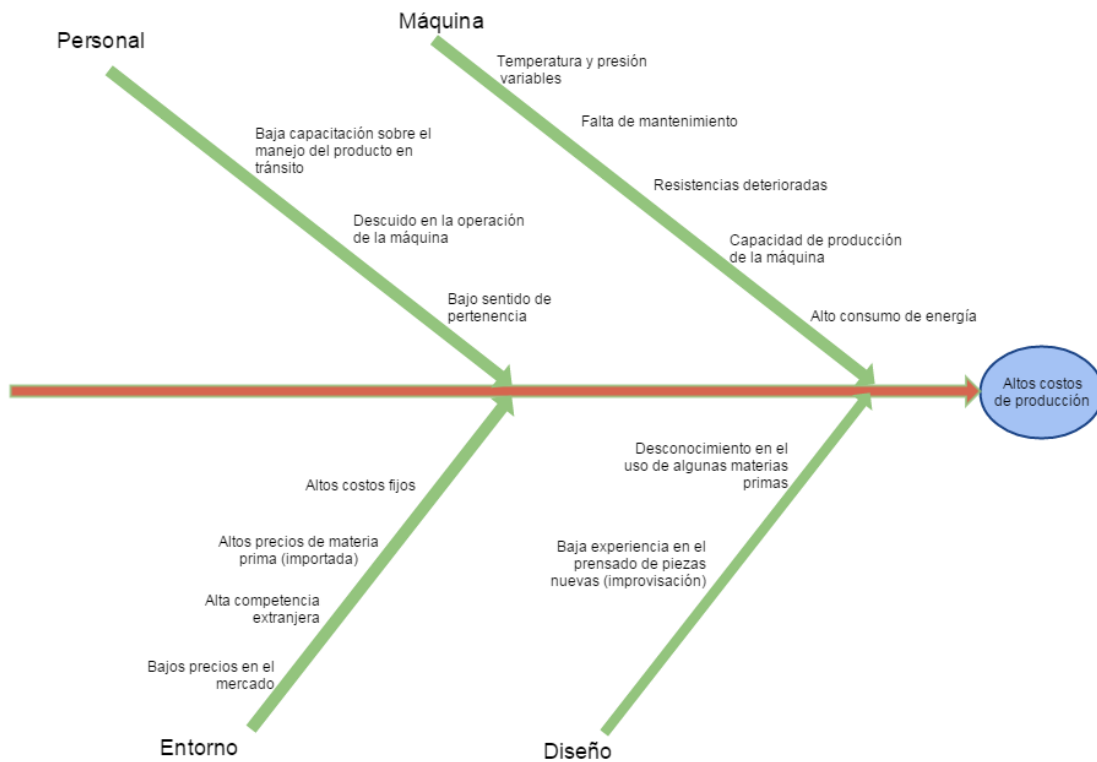 Personal
Baja capacitación sobre el
manejo del producto en
tránsito
Descuido en la operación
de la máquina
Bajo sentido de
pertenencia
Máquina
Temperatura y presión
variables
Falta de mantenimiento
Resistencias deterioradas
Capacidad de producción
de la máquina
Alto consumo de energía
Altos costos
de producción
Altos costos fijos
Altos precios de materia
prima (importada)
Alta competencia
extranjera
Bajos precios en el
mercado
Entorno
Desconocimiento en el
uso de algunas materias
primas
Baja experiencia en el
prensado de piezas
nuevas (improvisación)
Diseño